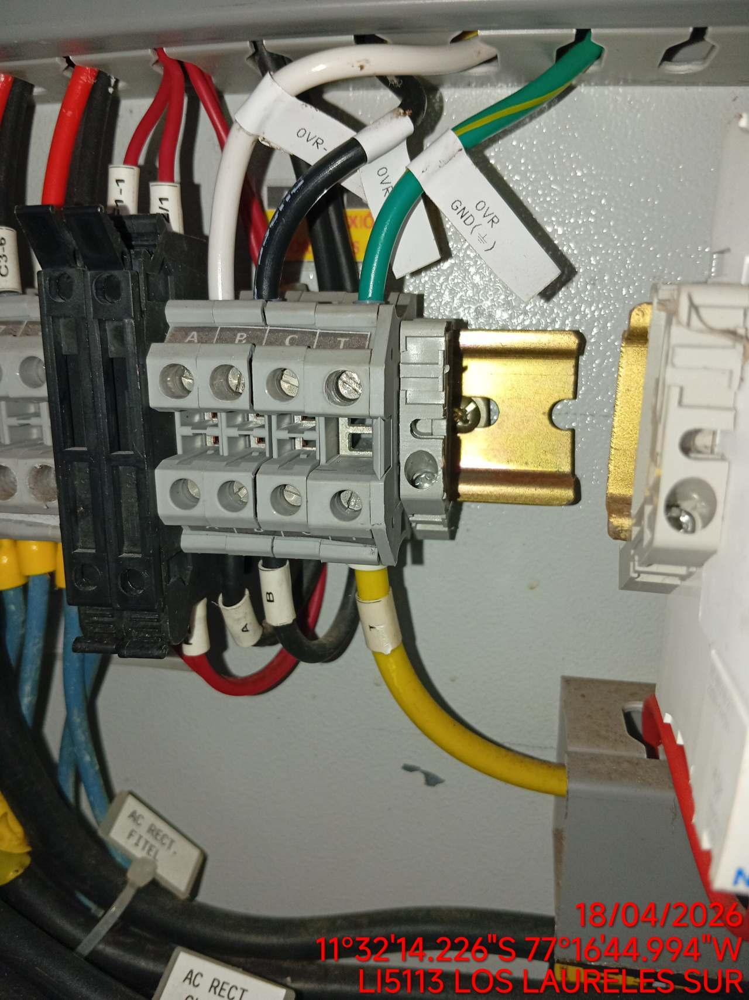 OVR-
OVR
OVR
GND(⏚)
C3-6
-1-1
/1
A B C T
A
B
T
AC RECT.
FITEL
AC RECT
N
18/04/2026
11°32'14.226"S 77°16'44.994"W
LI5113 LOS LAURELES SUR